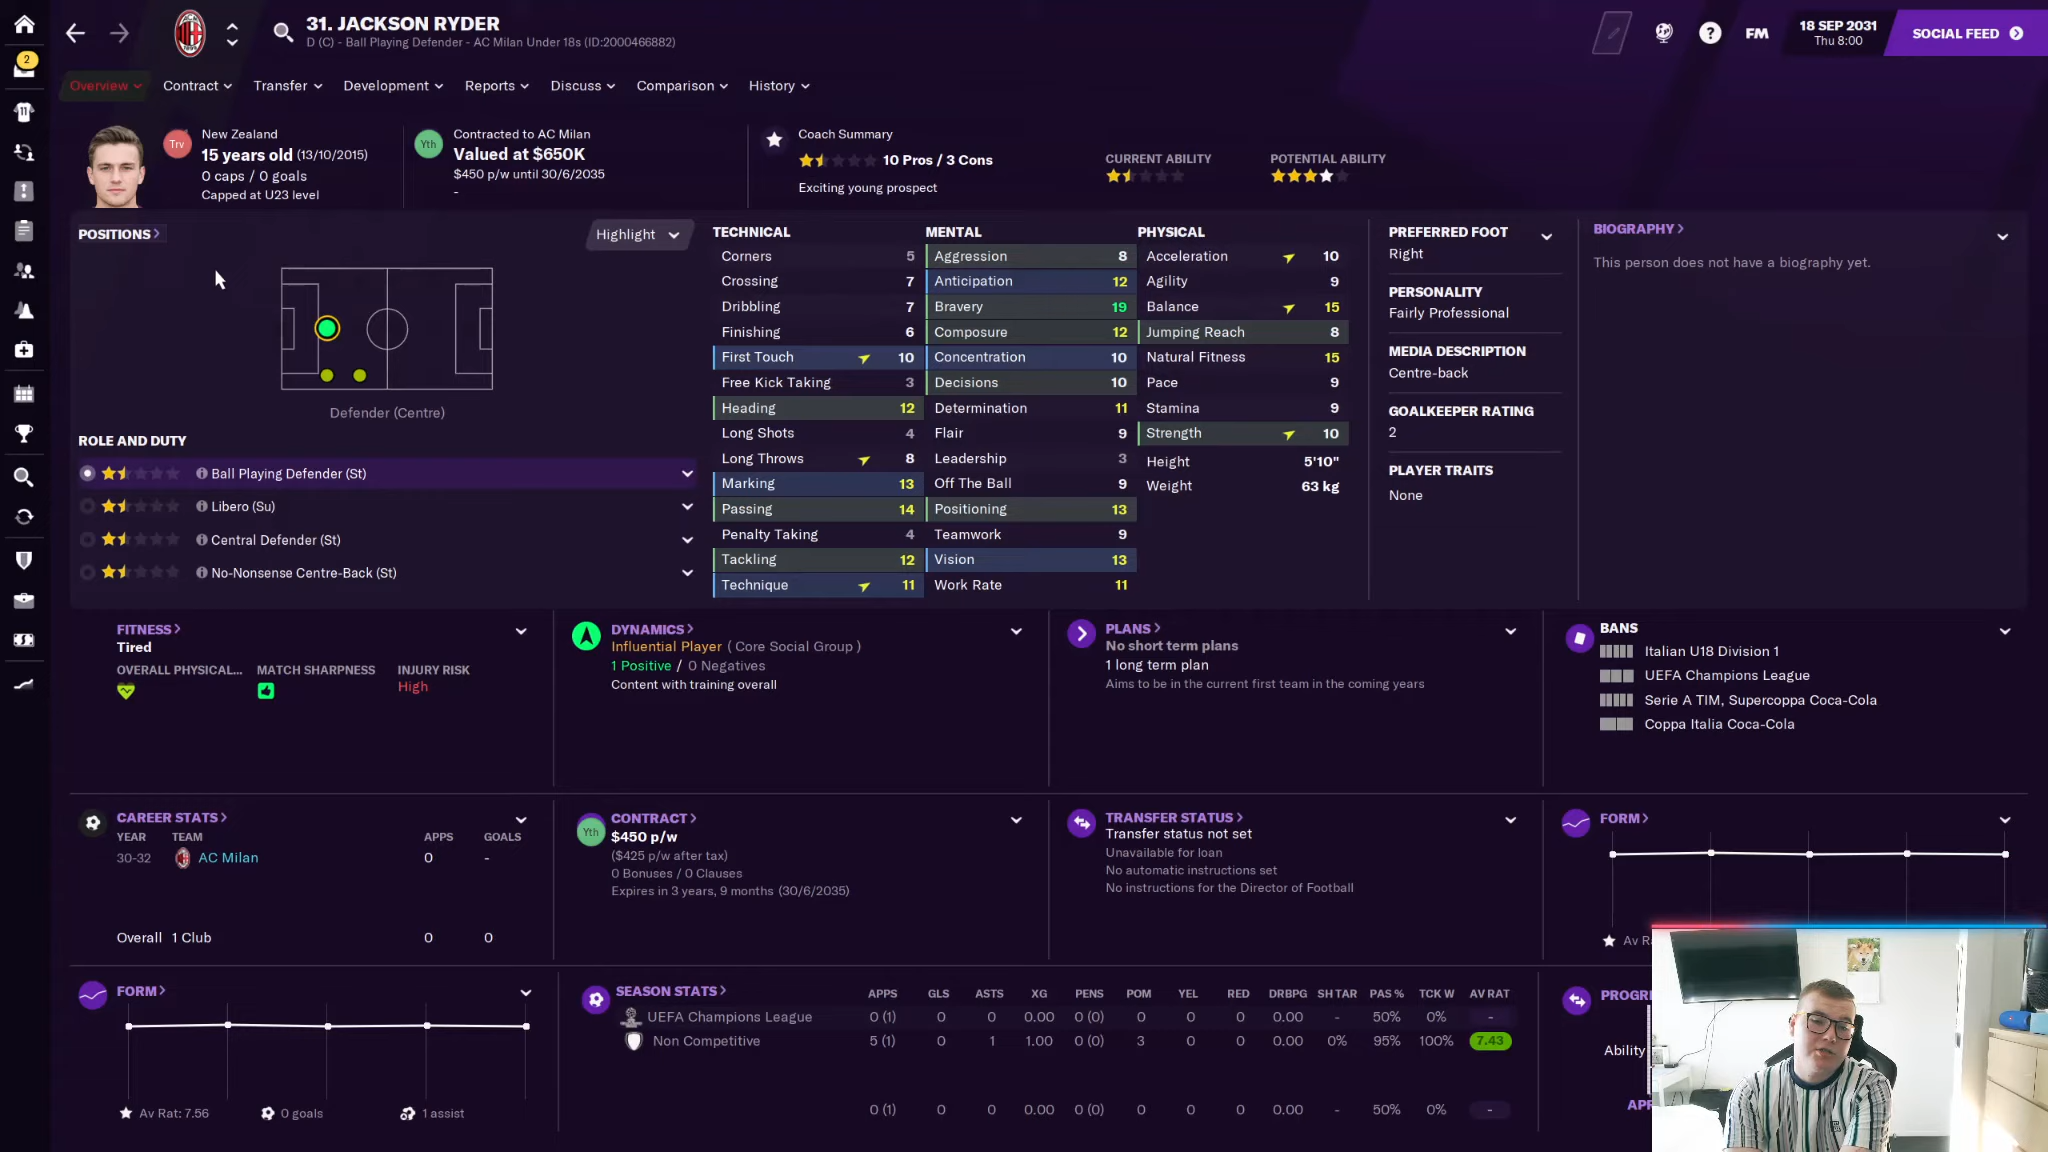 2
31. JACKSON RYDER
D (C) - Ball Playing Defender - AC Milan Under 18s (ID:2000466882)
FM
18 SEP 2031
Thu 8:00
SOCIAL FEED
Overview
Contract
Transfer
Development
Reports
Discuss
Comparison
History
11
Trv
New Zealand
15 years old (13/10/2015)
0 caps / 0 goals
Capped at U23 level
Yth
Contracted to AC Milan
Valued at $650K
$450 p/w until 30/6/2035
-
Coach Summary
10 Pros / 3 Cons
Exciting young prospect
CURRENT ABILITY
POTENTIAL ABILITY
POSITIONS
Highlight
Defender (Centre)
ROLE AND DUTY
Ball Playing Defender (St)
Libero (Su)
Central Defender (St)
No-Nonsense Centre-Back (St)
TECHNICAL
Corners 5
Crossing 7
Dribbling 7
Finishing 6
First Touch 10
Free Kick Taking 3
Heading 12
Long Shots 4
Long Throws 8
Marking 13
Passing 14
Penalty Taking 4
Tackling 12
Technique 11
MENTAL
Aggression 8
Anticipation 12
Bravery 19
Composure 12
Concentration 10
Decisions 10
Determination 11
Flair 9
Leadership 3
Off The Ball 9
Positioning 13
Teamwork 9
Vision 13
Work Rate 11
PHYSICAL
Acceleration 10
Agility 9
Balance 15
Jumping Reach 8
Natural Fitness 15
Pace 9
Stamina 9
Strength 10
Height 5'10"
Weight 63 kg
PREFERRED FOOT
Right
PERSONALITY
Fairly Professional
MEDIA DESCRIPTION
Centre-back
GOALKEEPER RATING
2
PLAYER TRAITS
None
BIOGRAPHY
This person does not have a biography yet.
FITNESS
Tired
OVERALL PHYSICAL... MATCH SHARPNESS INJURY RISK
High
DYNAMICS
Influential Player ( Core Social Group )
1 Positive / 0 Negatives
Content with training overall
PLANS
No short term plans
1 long term plan
Aims to be in the current first team in the coming years
BANS
Italian U18 Division 1
UEFA Champions League
Serie A TIM, Supercoppa Coca-Cola
Coppa Italia Coca-Cola
CAREER STATS
YEAR TEAM APPS GOALS
30-32 AC Milan 0 -
Overall 1 Club 0 0
Yth
CONTRACT
$450 p/w
($425 p/w after tax)
0 Bonuses / 0 Clauses
Expires in 3 years, 9 months (30/6/2035)
TRANSFER STATUS
Transfer status not set
Unavailable for loan
No automatic instructions set
No instructions for the Director of Football
FORM
Av Ra
FORM
Av Rat: 7.56 0 goals 1 assist
SEASON STATS APPS GLS ASTS XG PENS POM YEL RED DRBPG SH TAR PAS % TCK W AV RAT
UEFA Champions League 0 (1) 0 0 0.00 0 (0) 0 0 0 0.00 - 50% 0% -
Non Competitive 5 (1) 0 1 1.00 0 (0) 3 0 0 0.00 0% 95% 100% 7.43
0 (1) 0 0 0.00 0 (0) 0 0 0 0.00 - 50% 0% -
PROGR
Ability
APP